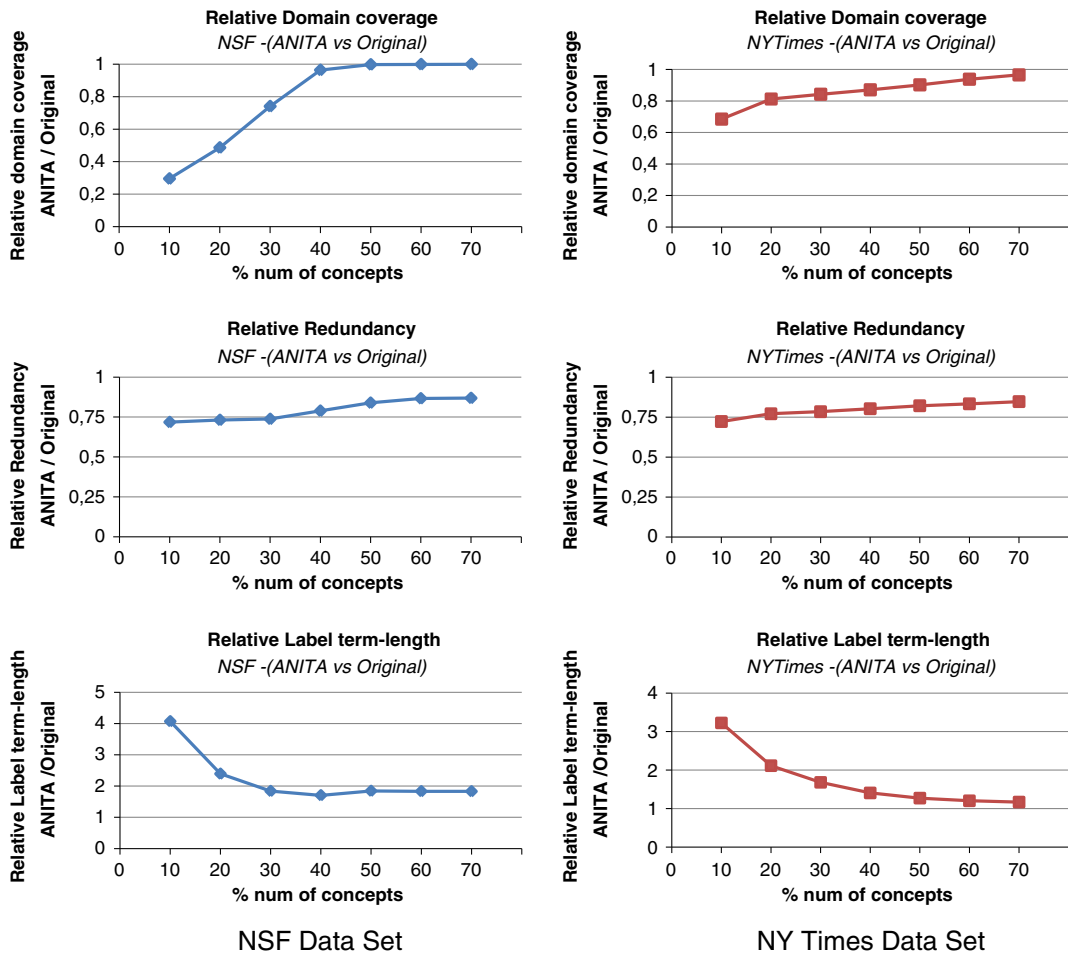 Relative Domain coverage
NSF -(ANITA vs Original)
Relative domain coverage
ANITA / Original
1
0,8
0,6
0,4
0,2
0
0 10 20 30 40 50 60 70
% num of concepts
Relative Domain coverage
NYTimes -(ANITA vs Original)
Relative domain coverage
ANITA / Original
1
0,8
0,6
0,4
0,2
0
0 10 20 30 40 50 60 70
% num of concepts
Relative Redundancy
NSF -(ANITA vs Original)
Relative Redundancy
ANITA / Original
1
0,75
0,5
0,25
0
0 10 20 30 40 50 60 70
% num of concepts
Relative Redundancy
NYTimes -(ANITA vs Original)
Relative Redundancy
ANITA / Original
1
0,75
0,5
0,25
0
0 10 20 30 40 50 60 70
% num of concepts
Relative Label term-length
NSF -(ANITA vs Original)
Relative Label term-length
ANITA /Original
5
4
3
2
1
0
0 10 20 30 40 50 60 70
% num of concepts
Relative Label term-length
NYTimes -(ANITA vs Original)
Relative Label term-length
ANITA /Original
4
3
2
1
0
0 10 20 30 40 50 60 70
% num of concepts
NSF Data Set
NY Times Data Set